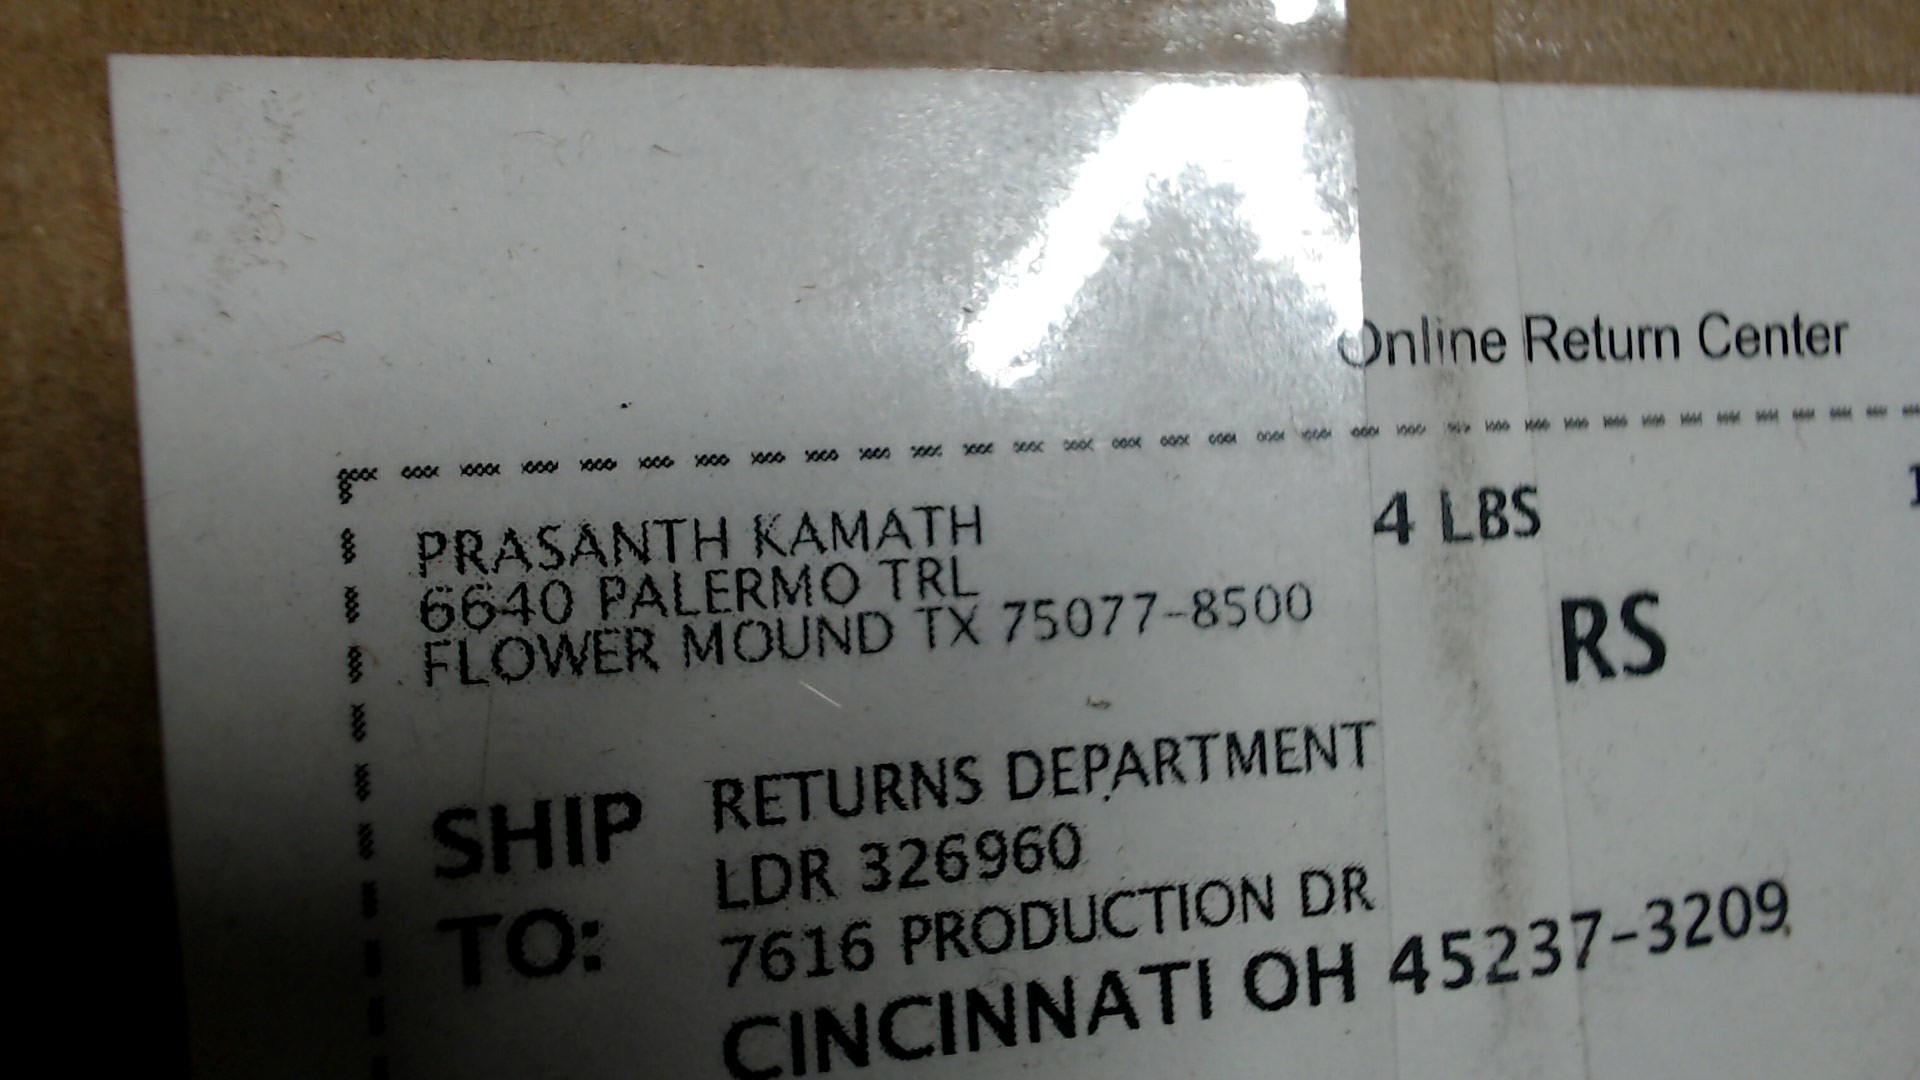 Online Return Center
PRASANTH KAMATH
6640 PALERMO TRL
FLOWER MOUND TX 75077-8500
4 LBS
RS
SHIP TO:
RETURNS DEPARTMENT
LDR 326960
7616 PRODUCTION DR
CINCINNATI OH 45237-3209